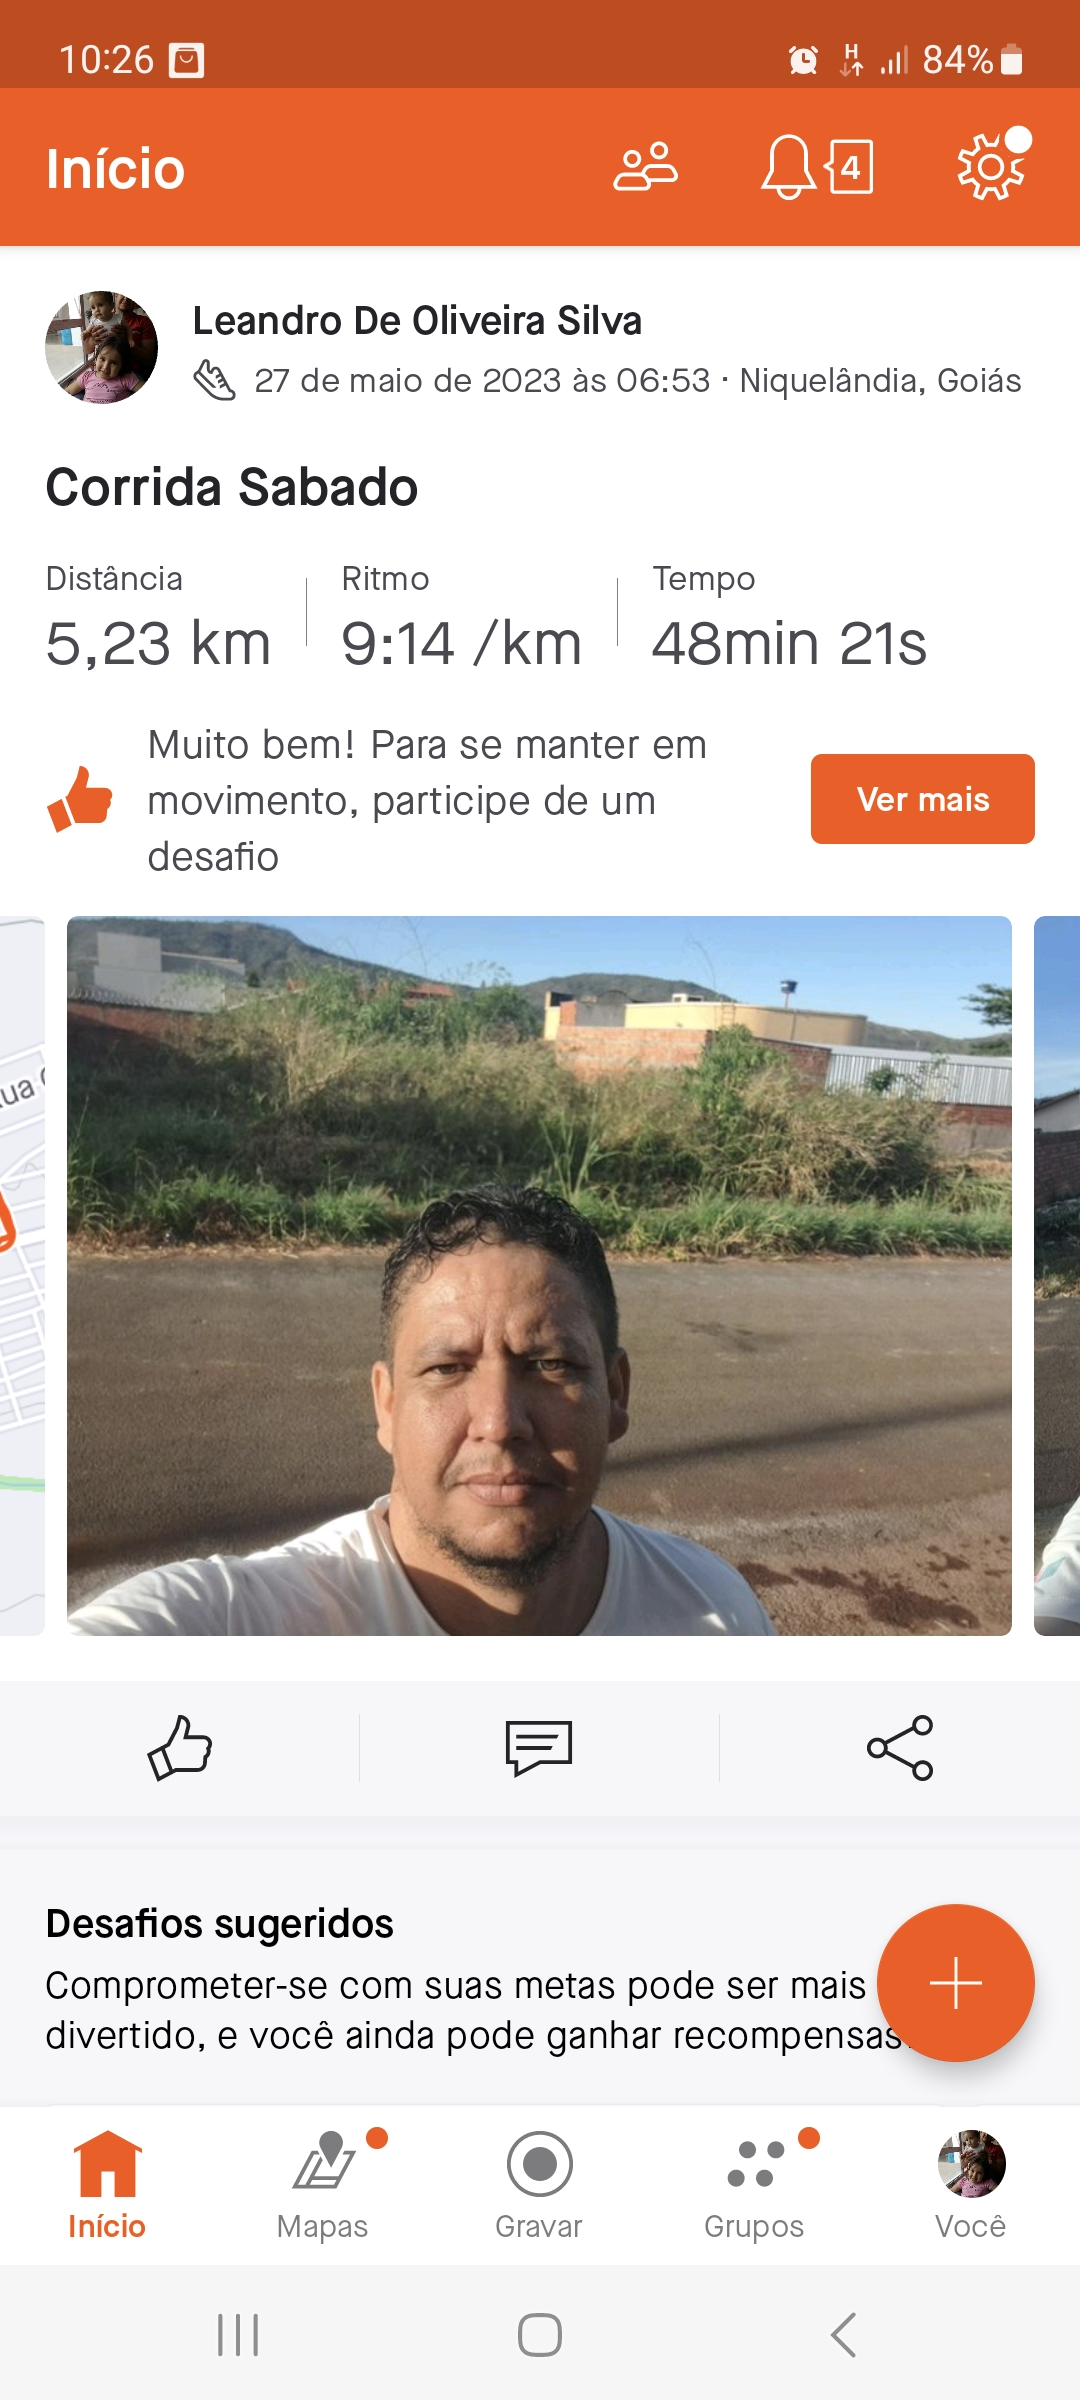 10:26
H
84%
Início
4
Leandro De Oliveira Silva
27 de maio de 2023 às 06:53 · Niquelândia, Goiás
Corrida Sabado
Distância
Ritmo
Tempo
5,23 km
9:14 /km
48min 21s
Muito bem! Para se manter em
movimento, participe de um
desafio
Ver mais
Desafios sugeridos
Comprometer-se com suas metas pode ser mais
divertido, e você ainda pode ganhar recompensas
Início
Mapas
Gravar
Grupos
Você